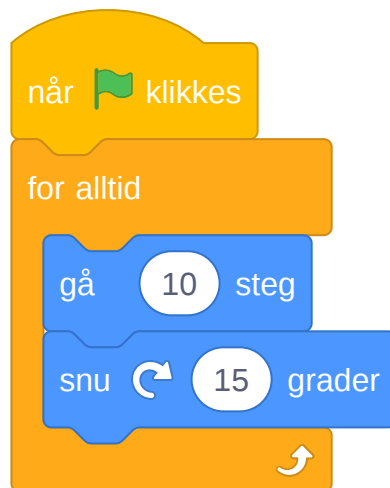 når klikkes
for alltid
gå 10 steg
snu 15 grader